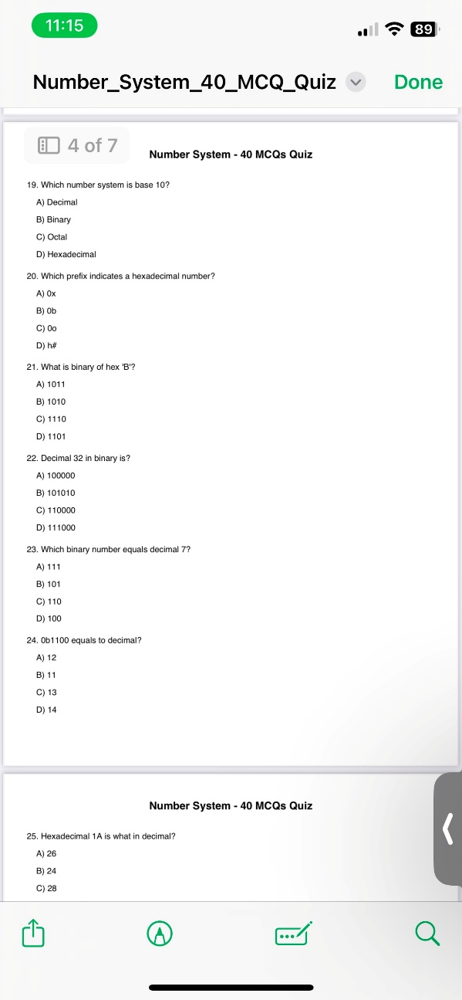 11:15
89
Number_System_40_MCQ_Quiz
Done
4 of 7
Number System - 40 MCQs Quiz
19. Which number system is base 10?
A) Decimal
B) Binary
C) Octal
D) Hexadecimal
20. Which prefix indicates a hexadecimal number?
A) 0x
B) 0b
C) 0o
D) h#
21. What is binary of hex 'B'?
A) 1011
B) 1010
C) 1110
D) 1101
22. Decimal 32 in binary is?
A) 100000
B) 101010
C) 110000
D) 111000
23. Which binary number equals decimal 7?
A) 111
B) 101
C) 110
D) 100
24. 0b1100 equals to decimal?
A) 12
B) 11
C) 13
D) 14
Number System - 40 MCQs Quiz
25. Hexadecimal 1A is what in decimal?
A) 26
B) 24
C) 28